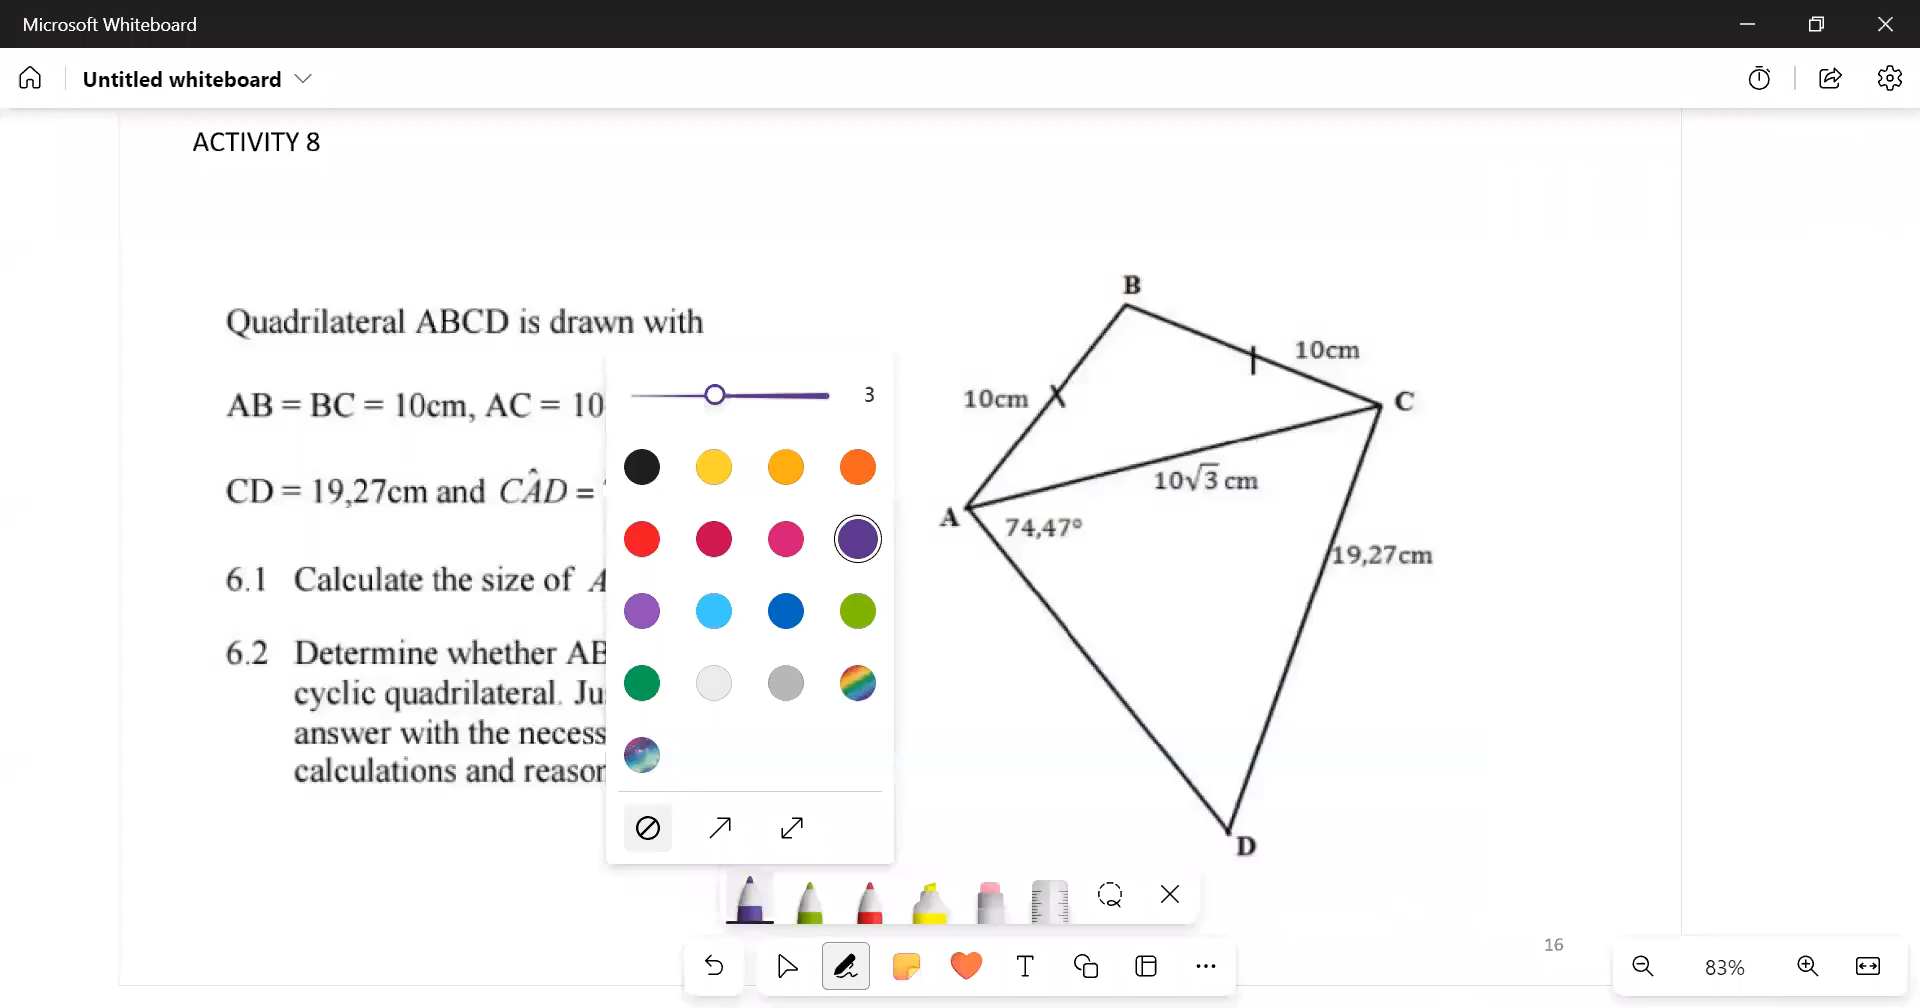 Microsoft Whiteboard
Untitled whiteboard
ACTIVITY 8
Quadrilateral ABCD is drawn with
AB = BC = 10cm, AC = 10
CD = 19,27cm and CÂD =
6.1 Calculate the size of A
6.2 Determine whether AB
cyclic quadrilateral. Ju
answer with the necess
calculations and reason
3
B
10cm
10cm
C
10√3 cm
A
74,47°
19,27cm
D
T
16
83%